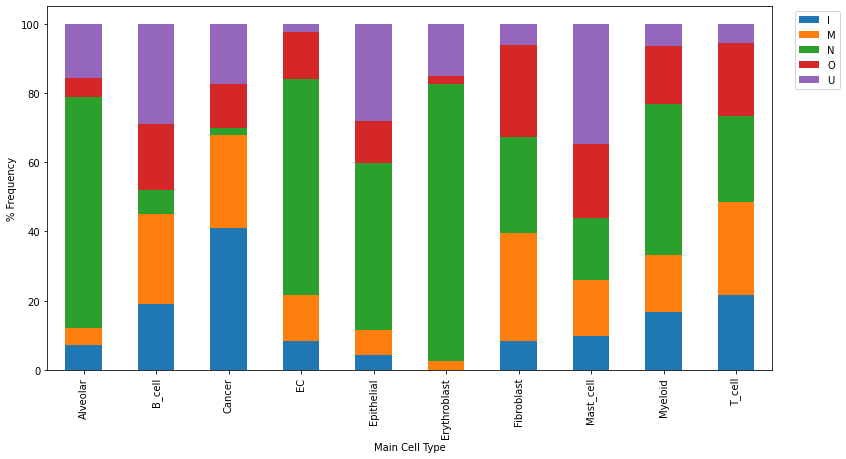 100
80
60
40
20
0
% Frequency
Alveolar
B_cell
Cancer
EC
Epithelial
Erythroblast
Fibroblast
Mast_cell
Myeloid
T_cell
Main Cell Type
I
M
N
O
U